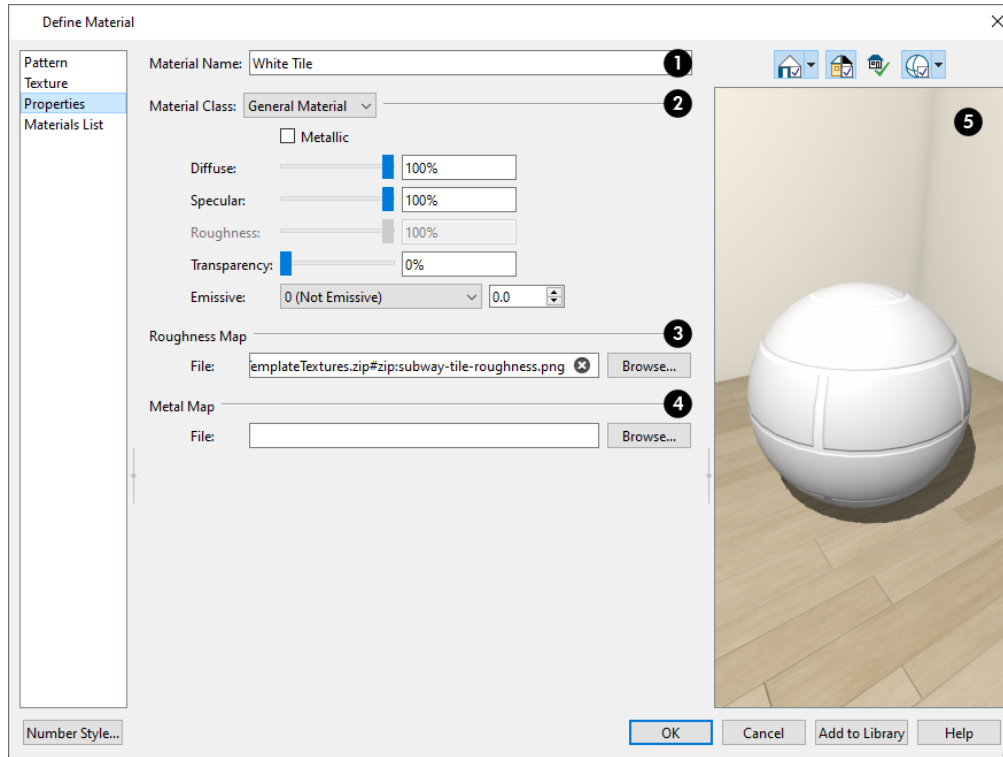 Define Material
Pattern
Texture
Properties
Materials List
Material Name: White Tile 1
Material Class: General Material 2
Metallic
Diffuse: 100%
Specular: 100%
Roughness: 100%
Transparency: 0%
Emissive: 0 (Not Emissive) 0.0
Roughness Map 3
File: emplateTextures.zip#zip:subway-tile-roughness.png Browse...
Metal Map 4
File: Browse...
5
Number Style... OK Cancel Add to Library Help